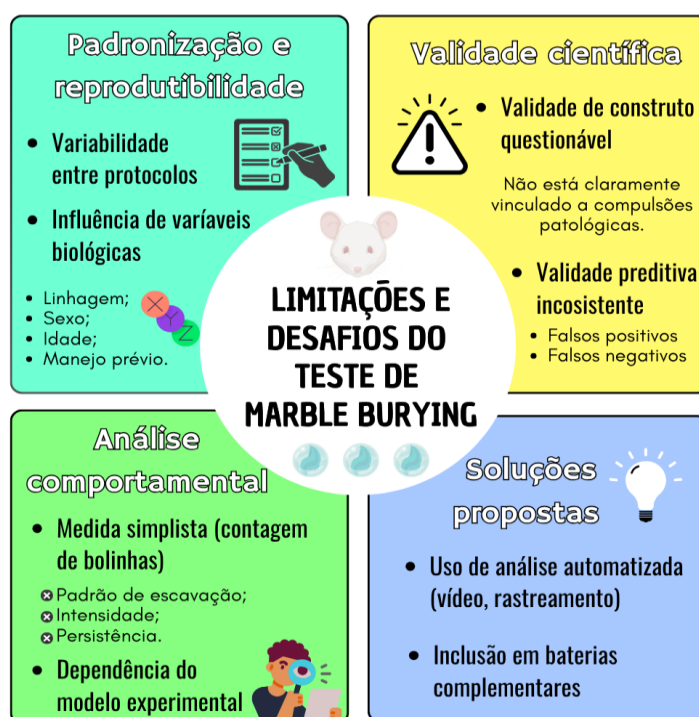 Padronização e
reprodutibilidade
• Variabilidade
entre protocolos
• Influência de varíaveis
biológicas
• Linhagem;
• Sexo;
• Idade;
• Manejo prévio.
X
Y
Z
Validade científica
• Validade de construto
questionável
Não está claramente
vinculado a compulsões
patológicas.
• Validade preditiva
incosistente
• Falsos positivos
• Falsos negativos
LIMITAÇÕES E
DESAFIOS DO
TESTE DE
MARBLE BURYING
Análise
comportamental
• Medida simplista (contagem
de bolinhas)
Padrão de escavação;
Intensidade;
Persistência.
• Dependência do
modelo experimental
Soluções
propostas
• Uso de análise automatizada
(vídeo, rastreamento)
• Inclusão em baterias
complementares